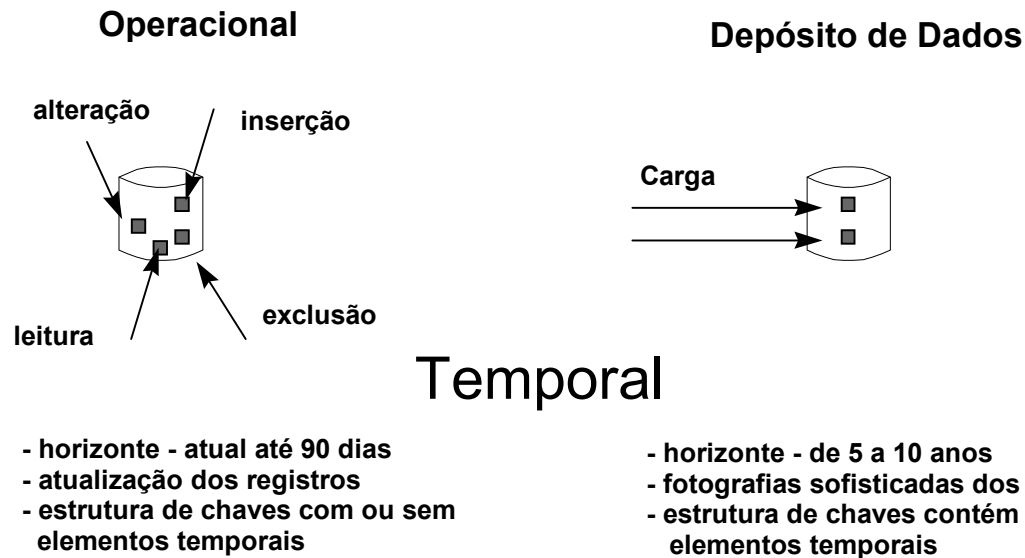 Operacional
Depósito de Dados
alteração
inserção
Carga
leitura
exclusão
Temporal
- horizonte - atual até 90 dias
- atualização dos registros
- estrutura de chaves com ou sem
elementos temporais
- horizonte - de 5 a 10 anos
- fotografias sofisticadas dos
- estrutura de chaves contém
elementos temporais